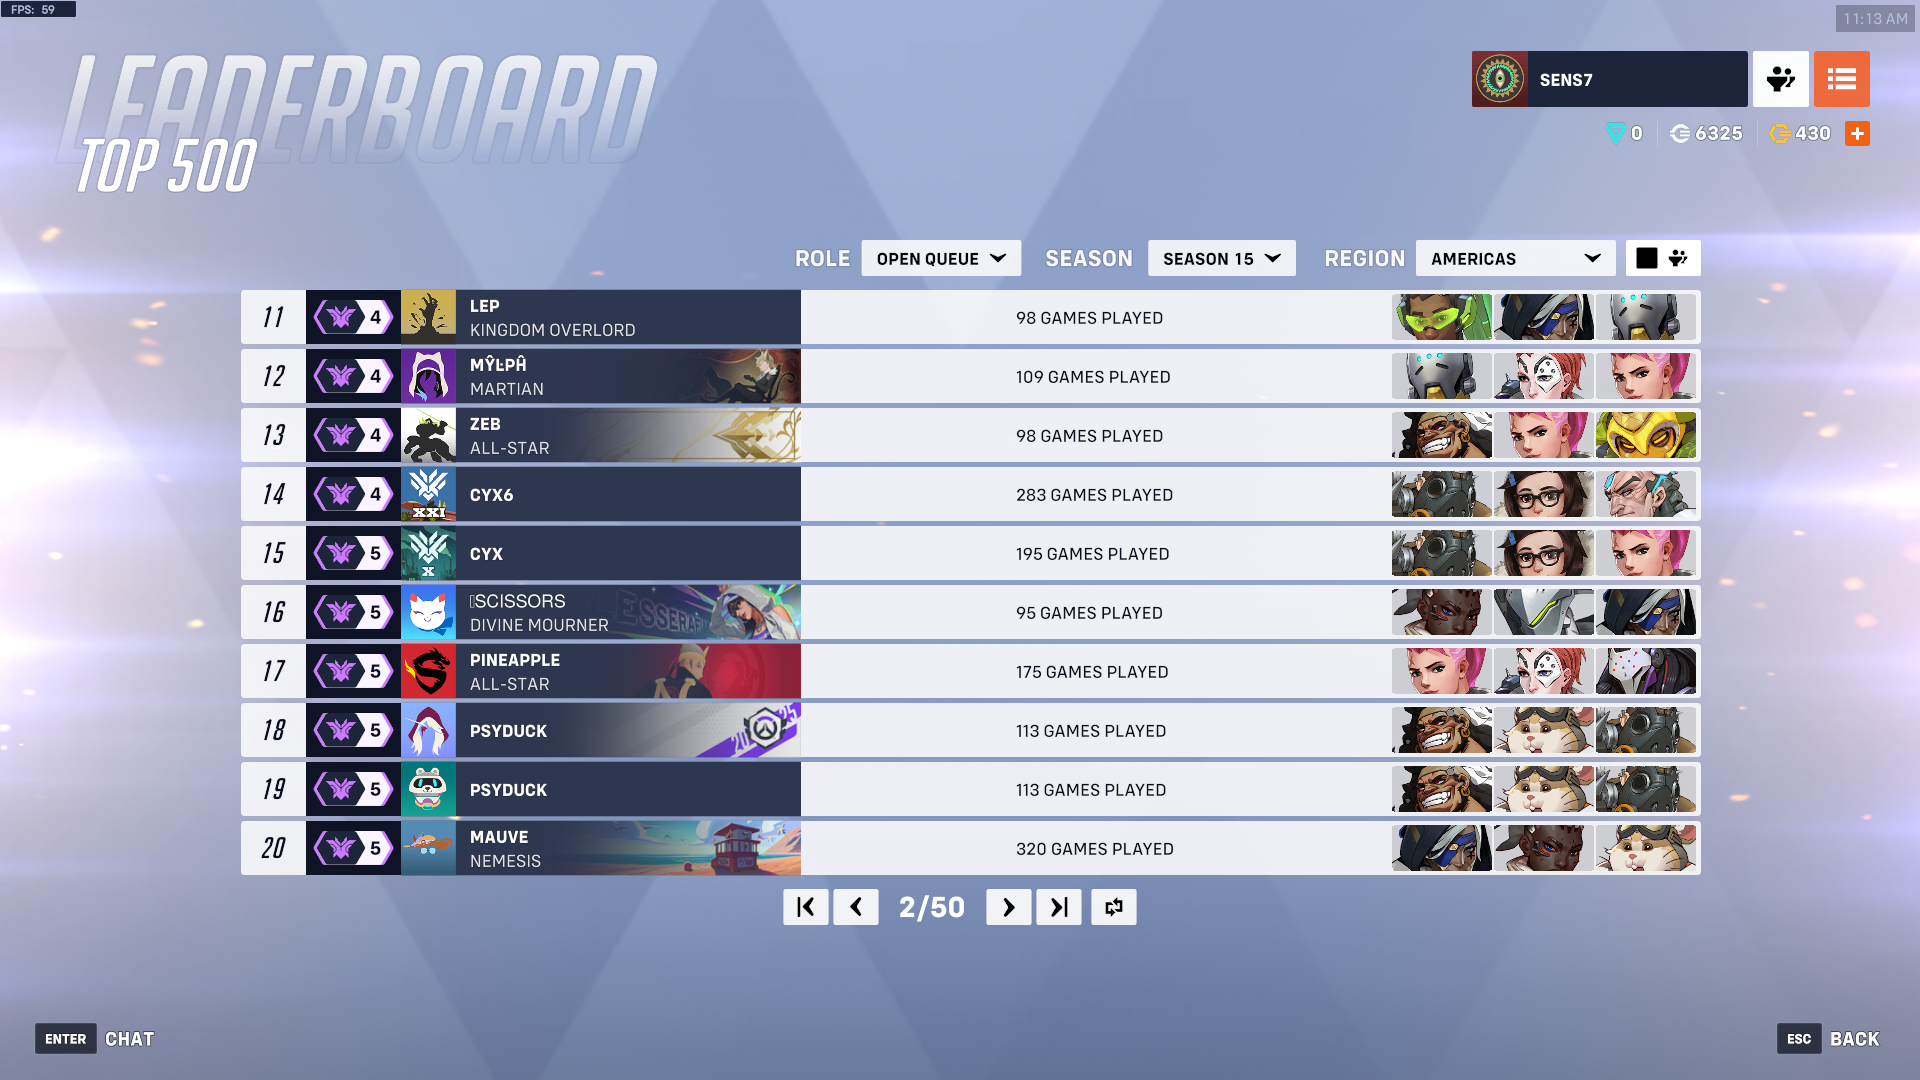 FPS: 59
11:13 AM
LEADERBOARD
TOP 500
SENS7
0 6325 430
ROLE OPEN QUEUE SEASON SEASON 15 REGION AMERICAS
11 4 LEP
KINGDOM OVERLORD
98 GAMES PLAYED
12 4 MŶĿPĤ
MARTIAN
109 GAMES PLAYED
13 4 ZEB
ALL-STAR
98 GAMES PLAYED
14 4 XXI CYX6
283 GAMES PLAYED
15 5 X CYX
195 GAMES PLAYED
16 5 SCISSORS
DIVINE MOURNER
95 GAMES PLAYED
17 5 PINEAPPLE
ALL-STAR
175 GAMES PLAYED
18 5 PSYDUCK
113 GAMES PLAYED
19 5 PSYDUCK
113 GAMES PLAYED
20 5 MAUVE
NEMESIS
320 GAMES PLAYED
2/50
ENTER CHAT
ESC BACK